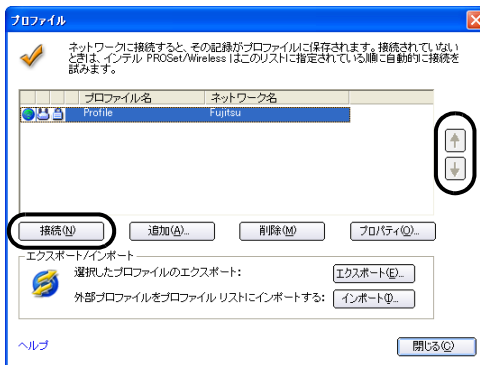 プロファイル
ネットワークに接続すると、その記録がプロファイルに保存されます。接続されていない
ときは、インテル PROSet/Wireless はこのリストに指定されている順に自動的に接続を
試みます。
プロファイル名 ネットワーク名
Profile Fujitsu
接続(N) 追加(A)... 削除(M) プロパティ(O)...
エクスポート/インポート
選択したプロファイルのエクスポート: エクスポート(E)...
外部プロファイルをプロファイル リストにインポートする: インポート(I)...
ヘルプ 閉じる(C)